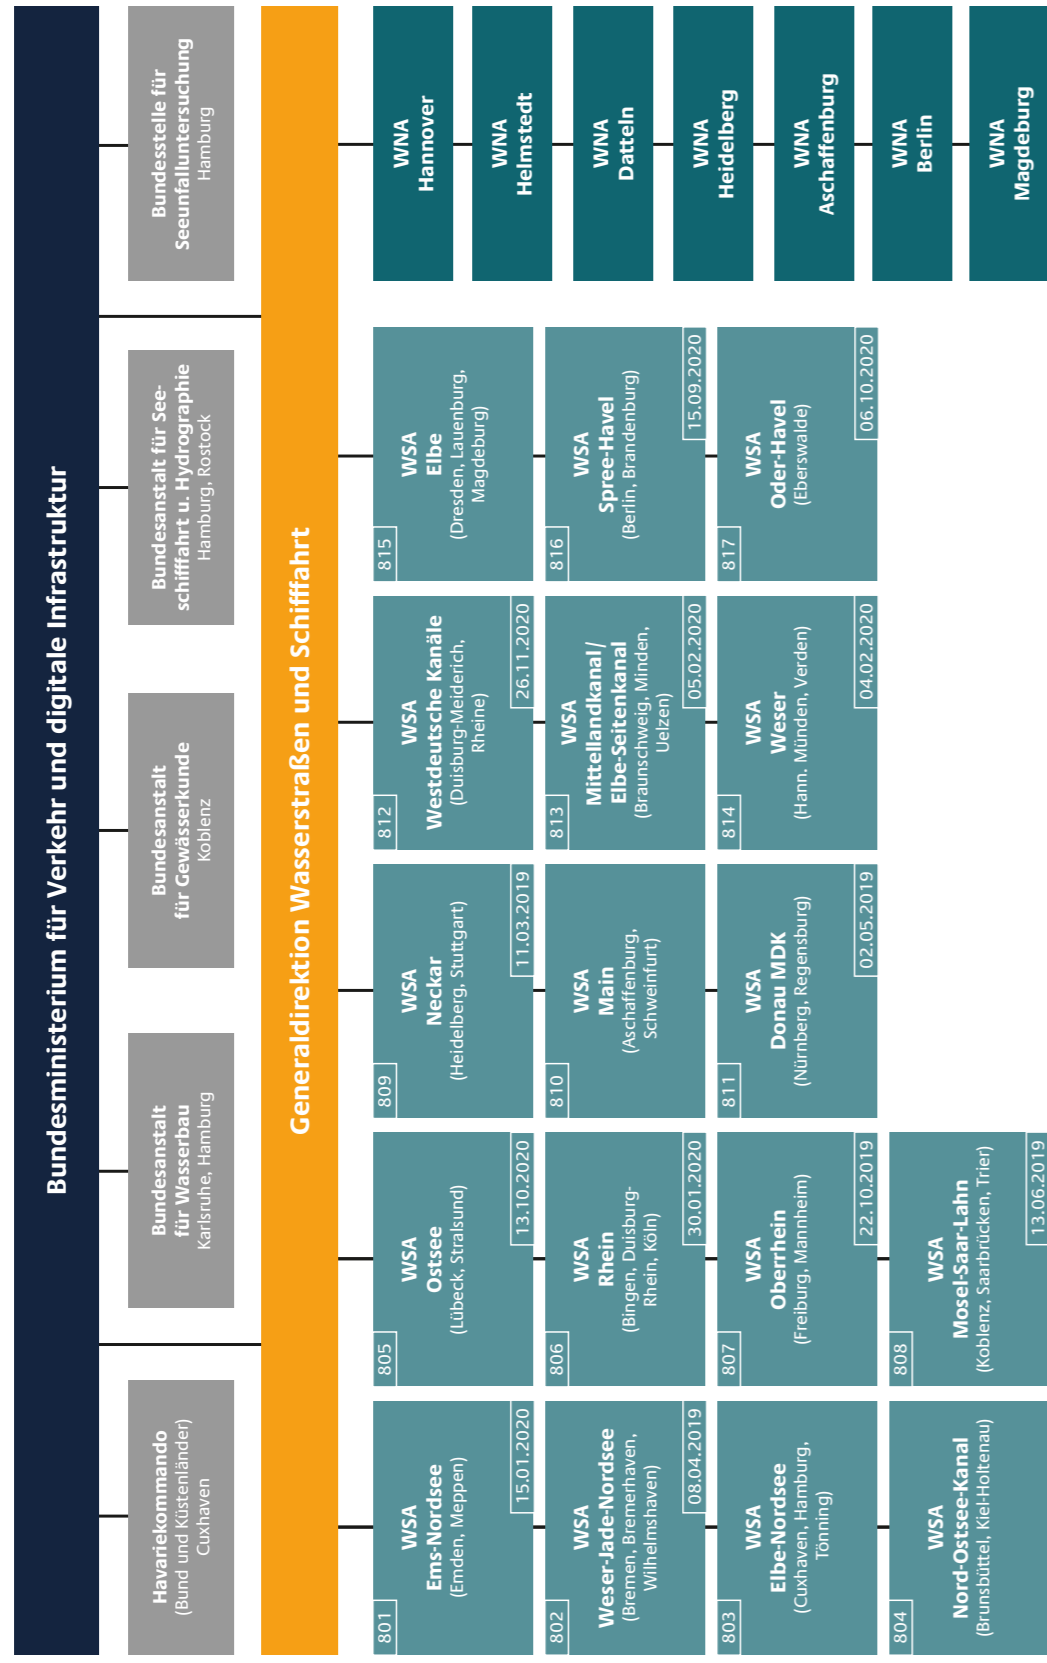 Bundesministerium für Verkehr und digitale Infrastruktur
Havariekommando
(Bund und Küstenländer)
Cuxhaven
Bundesanstalt
für Wasserbau
Karlsruhe, Hamburg
Bundesanstalt
für Gewässerkunde
Koblenz
Bundesanstalt für See-
schifffahrt u. Hydrographie
Hamburg, Rostock
Bundesstelle für
Seeunfalluntersuchung
Hamburg
Generaldirektion Wasserstraßen und Schifffahrt
801
WSA
Ems-Nordsee
(Emden, Meppen)
15.01.2020
802
WSA
Weser-Jade-Nordsee
(Bremen, Bremerhaven,
Wilhelmshaven)
08.04.2019
803
WSA
Elbe-Nordsee
(Cuxhaven, Hamburg,
Tönning)
804
WSA
Nord-Ostsee-Kanal
(Brunsbüttel, Kiel-Holtenau)
805
WSA
Ostsee
(Lübeck, Stralsund)
13.10.2020
806
WSA
Rhein
(Bingen, Duisburg-
Rhein, Köln)
30.01.2020
807
WSA
Oberrhein
(Freiburg, Mannheim)
22.10.2019
808
WSA
Mosel-Saar-Lahn
(Koblenz, Saarbrücken, Trier)
13.06.2019
809
WSA
Neckar
(Heidelberg, Stuttgart)
11.03.2019
810
WSA
Main
(Aschaffenburg,
Schweinfurt)
811
WSA
Donau MDK
(Nürnberg, Regensburg)
02.05.2019
812
WSA
Westdeutsche Kanäle
(Duisburg-Meiderich,
Rheine)
26.11.2020
813
WSA
Mittellandkanal/
Elbe-Seitenkanal
(Braunschweig, Minden,
Uelzen)
05.02.2020
814
WSA
Weser
(Hann. Münden, Verden)
04.02.2020
815
WSA
Elbe
(Dresden, Lauenburg,
Magdeburg)
816
WSA
Spree-Havel
(Berlin, Brandenburg)
15.09.2020
817
WSA
Oder-Havel
(Eberswalde)
06.10.2020
WNA
Hannover
WNA
Helmstedt
WNA
Datteln
WNA
Heidelberg
WNA
Aschaffenburg
WNA
Berlin
WNA
Magdeburg